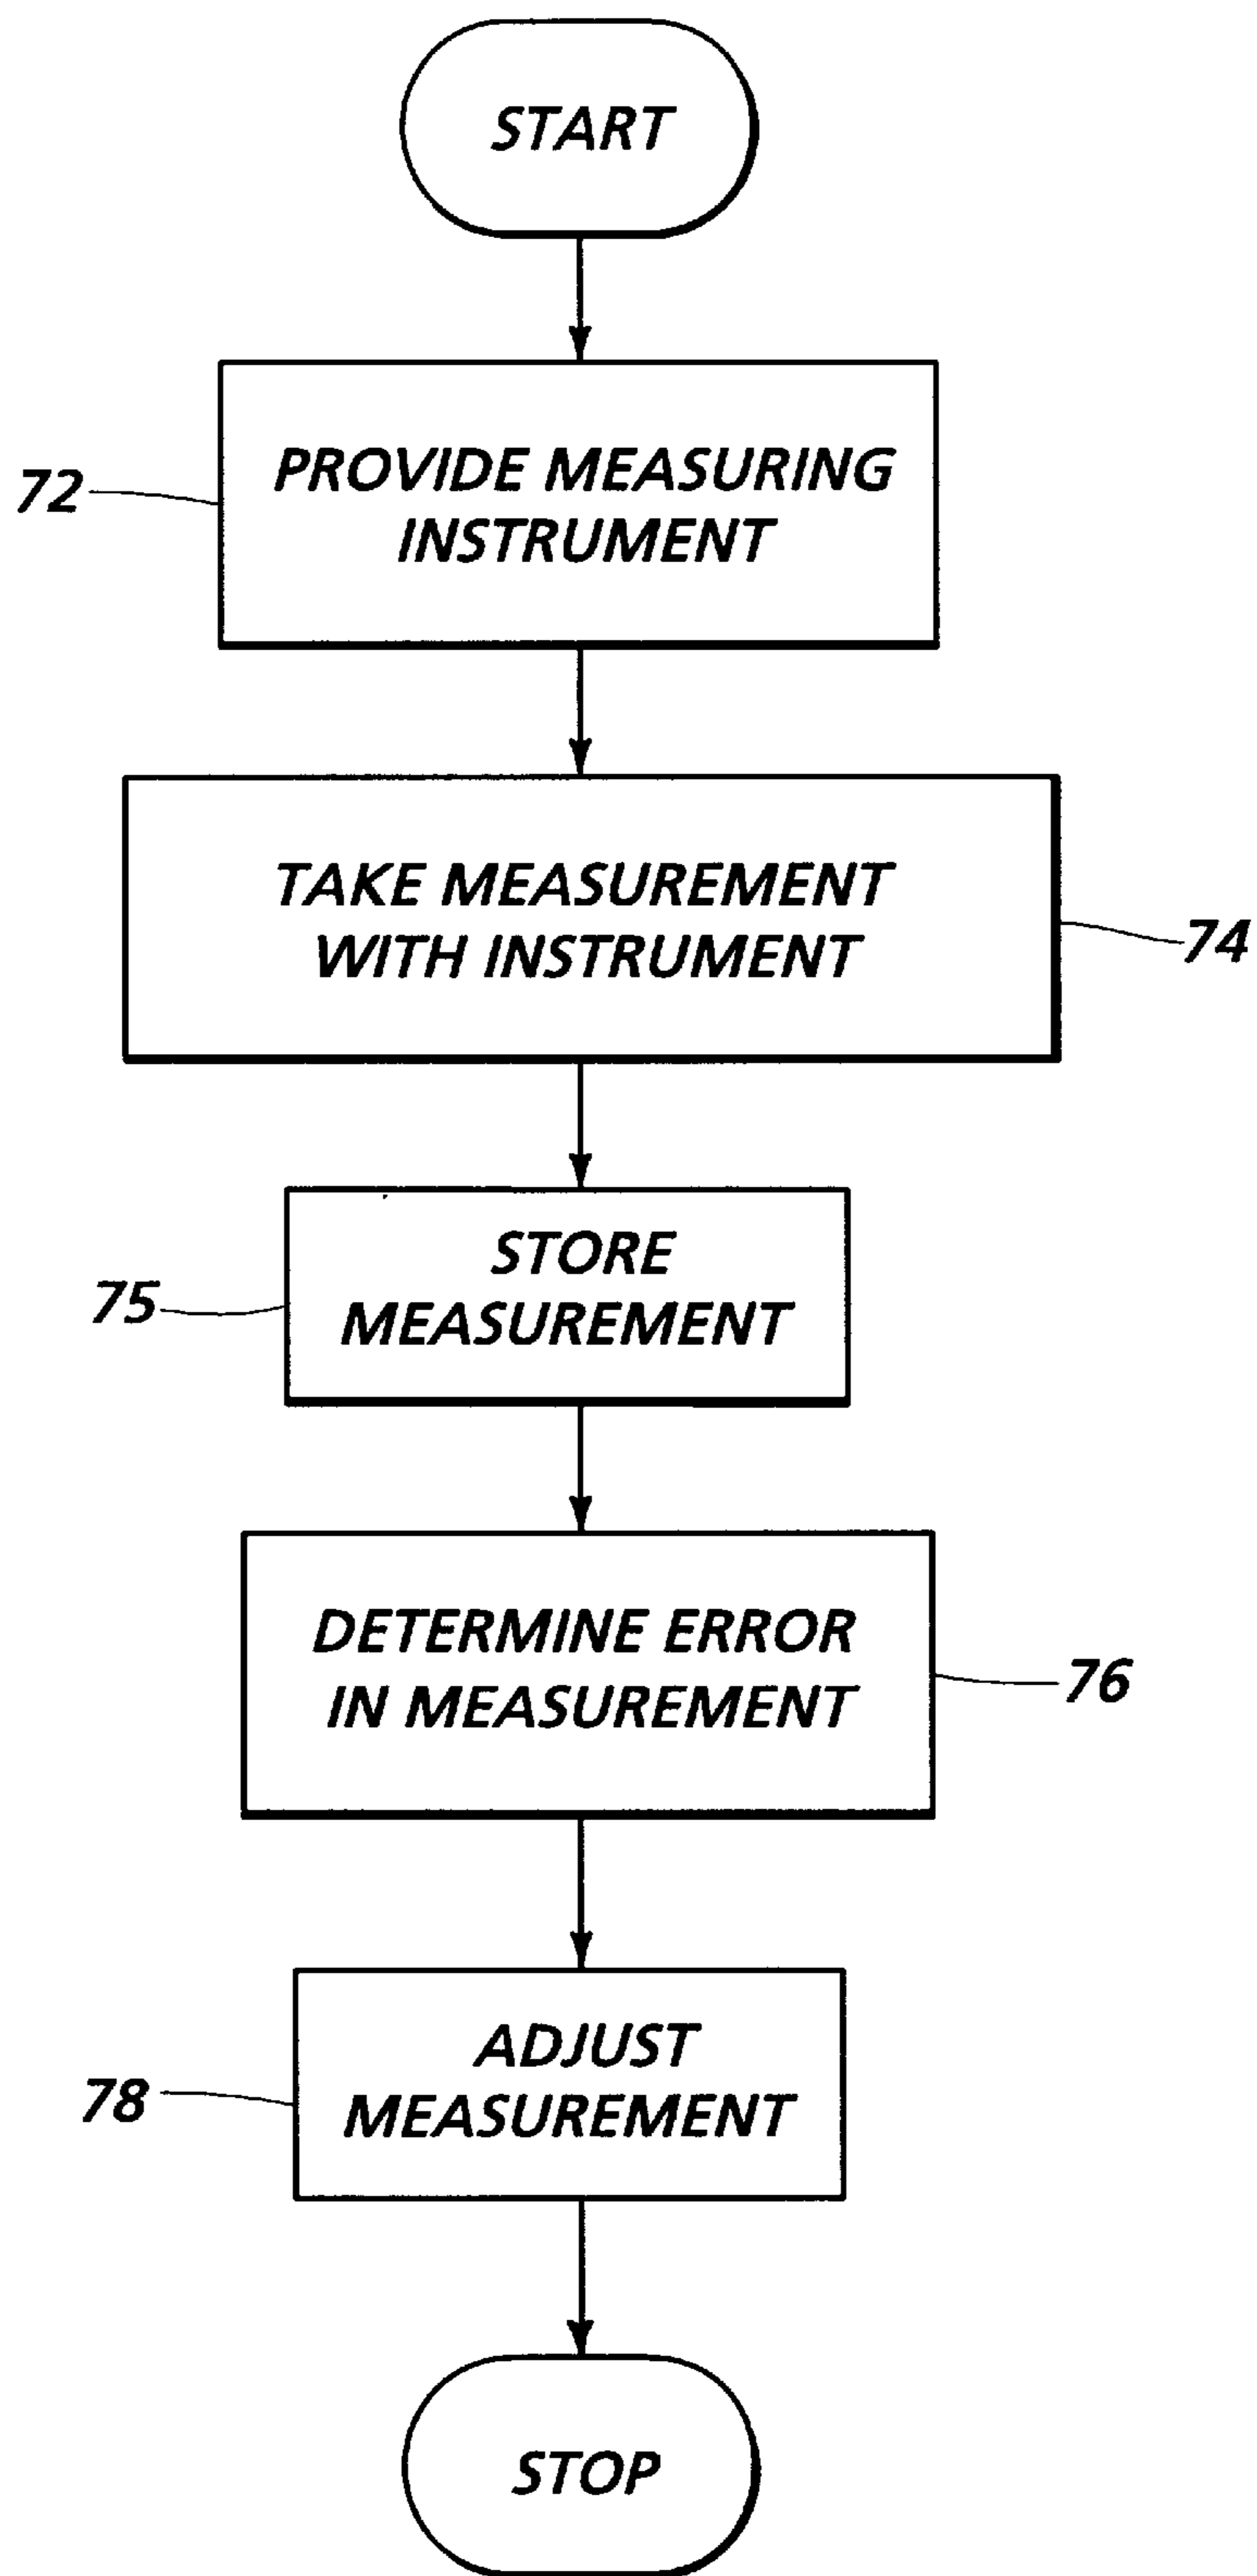 START
72
PROVIDE MEASURING
INSTRUMENT
TAKE MEASUREMENT
WITH INSTRUMENT
74
STORE
MEASUREMENT
75
DETERMINE ERROR
IN MEASUREMENT
76
ADJUST
MEASUREMENT
78
STOP